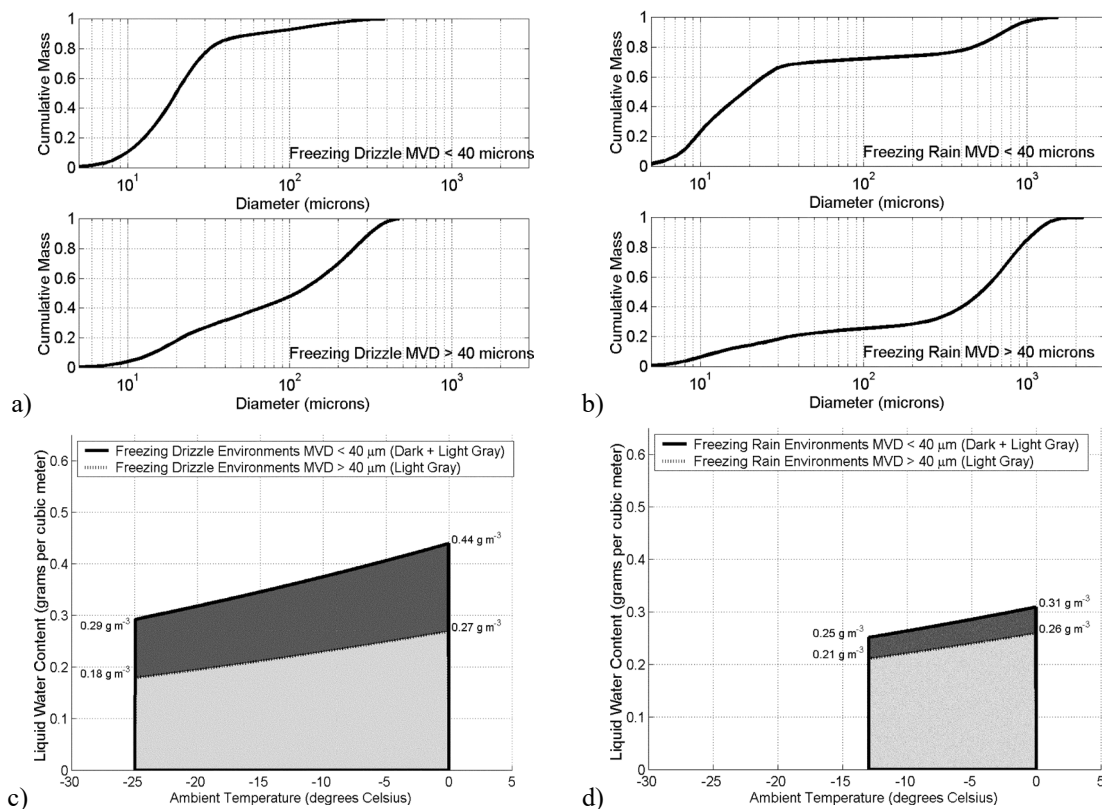 1
0.8
0.6
0.4
0.2
0
Cumulative Mass
Freezing Drizzle MVD < 40 microns
10¹ 10² 10³
Diameter (microns)
1
0.8
0.6
0.4
0.2
0
Cumulative Mass
Freezing Drizzle MVD > 40 microns
10¹ 10² 10³
Diameter (microns)
a)
1
0.8
0.6
0.4
0.2
0
Cumulative Mass
Freezing Rain MVD < 40 microns
10¹ 10² 10³
Diameter (microns)
1
0.8
0.6
0.4
0.2
0
Cumulative Mass
Freezing Rain MVD > 40 microns
10¹ 10² 10³
Diameter (microns)
b)
Freezing Drizzle Environments MVD < 40 μm (Dark + Light Gray)
Freezing Drizzle Environments MVD > 40 μm (Light Gray)
0.6
0.5
0.4
0.3
0.2
0.1
0
Liquid Water Content (grams per cubic meter)
0.44 g m⁻³
0.29 g m⁻³
0.27 g m⁻³
0.18 g m⁻³
-30 -25 -20 -15 -10 -5 0 5
Ambient Temperature (degrees Celsius)
c)
Freezing Rain Environments MVD < 40 μm (Dark + Light Gray)
Freezing Rain Environments MVD > 40 μm (Light Gray)
0.6
0.5
0.4
0.3
0.2
0.1
0
Liquid Water Content (grams per cubic meter)
0.31 g m⁻³
0.25 g m⁻³
0.26 g m⁻³
0.21 g m⁻³
-30 -25 -20 -15 -10 -5 0 5
Ambient Temperature (degrees Celsius)
d)